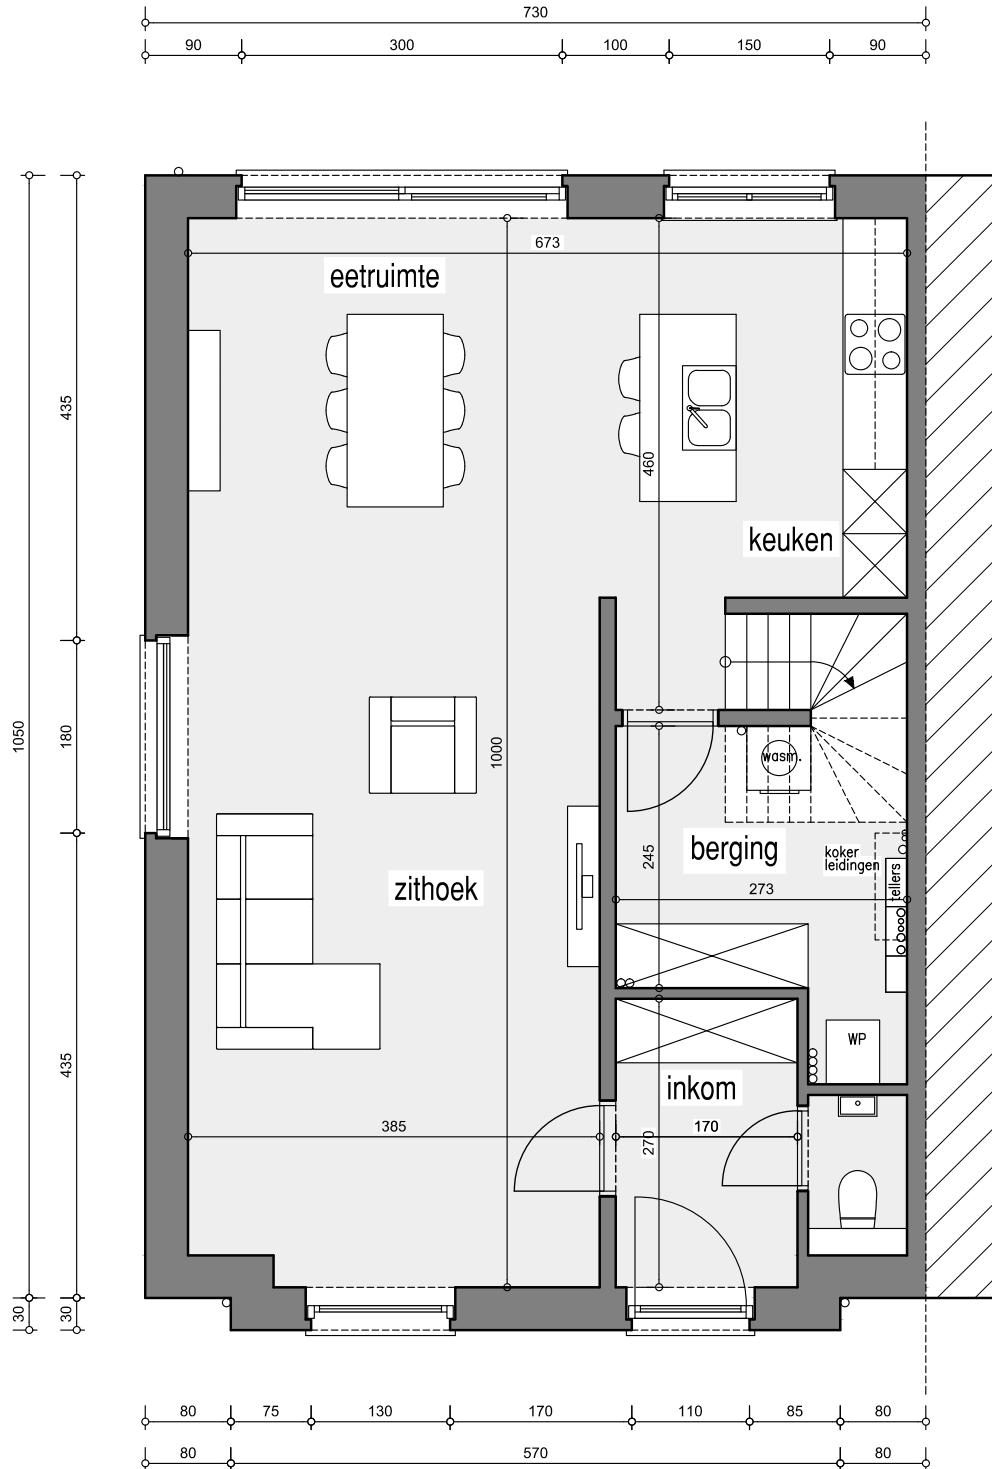 730
90 300 100 150 90
673
eetruimte
435
460
keuken
1050
180
1000
wasm.
berging
koker
leidingen
tellers
245
273
zithoek
WP
inkom
435
385
170
270
30
30
80 75 130 170 110 85 80
80 570 80